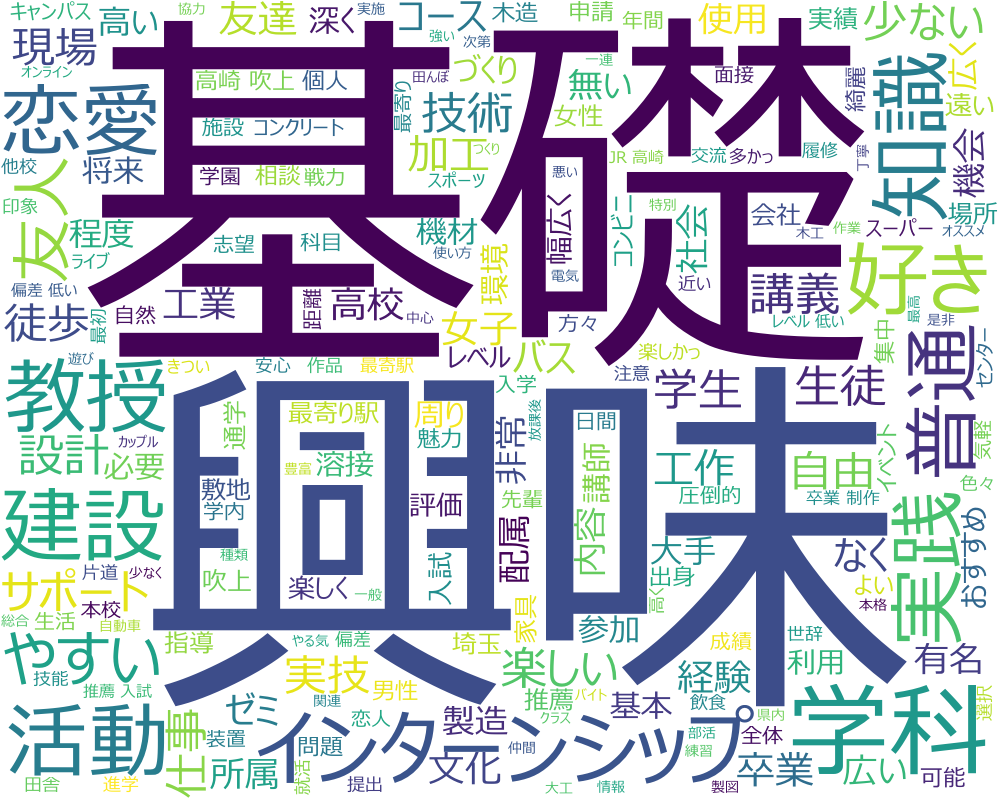 キャンパス
協力
実施
高い
友達
深く
コース
木造
申請
年間
使用
実績
少ない
現場
オンライン
強い
次第
一連
高崎 吹上
個人
田んぼ
づくり
無い
面接
綺麗
広く
遠い
恋愛
基礎
施設
コンクリート
最寄り
技術
女性
知識
他校
将来
学園
相談
戦力
加工
つくり
悪い
JR 高崎
交流
多かっ
履修
丁寧
機会
印象
友人
程度
志望
科目
スポーツ
機材
幅広く
特別
コンビニ
社会
会社
作業
スーパー
場所
ライブ
使い方
電気
木工
オススメ
偏差 低い
徒歩
最初
自然
工業
距離
高校
中心
環境
方々
近い
講義
好き
レベル 低い
最高
是非
遊び
きつい
安心
作品
最寄駅
女子
レベル
バス
楽しかっ
注意
集中
センター
教授
興味
入学
放課後
学生
生徒
普通
通学
最寄り駅
周り
魅力
非常
日間
設計
カップル
必要
豊富
溶接
工作
自由
イベント
気軽
建設
敷地
学内
評価
先輩
内容
講師
圧倒的
卒業 制作
色々
種類
吹上
配属
大手
なく
実践
おすすめ
サポート
片道
少なく
楽しく
一般
入試
出身
高く
よい
本格
総合
生活
本校
自動車
指導
やる気
偏差
埼玉
家具
参加
成績
世辞
やすい
技能
実技
男性
楽しい
経験
利用
有名
推薦 入試
関連
恋人
推薦
バイト
飲食
県内
選択
活動
仕事
ゼミ
インターンシップ
製造
クラス
基本
部活
全体
学科
装置
所属
問題
文化
仲間
練習
卒業
広い
可能
田舎
進学
就活
提出
大工
情報
製図